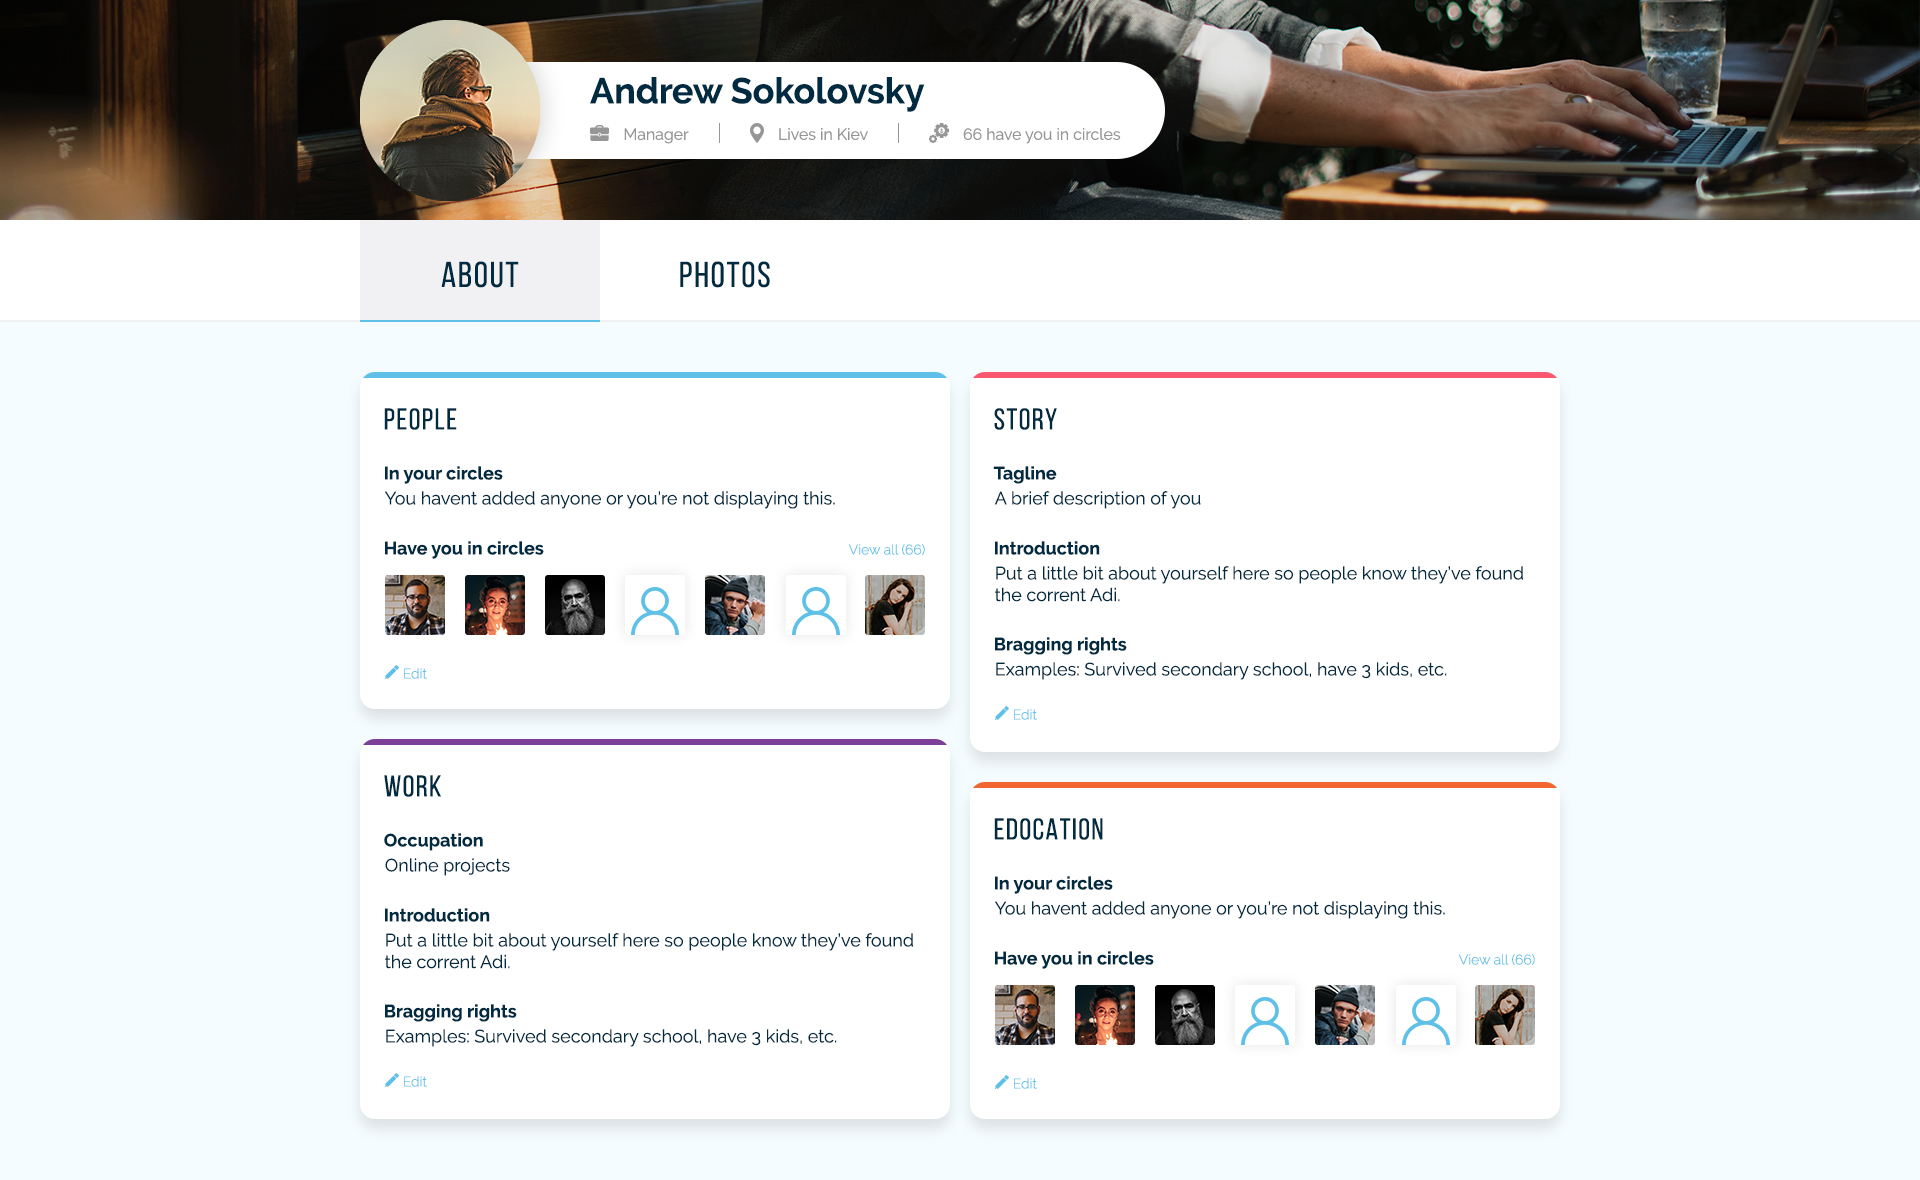 Andrew Sokolovsky
Manager
Lives in Kiev
66 have you in circles
ABOUT
PHOTOS
PEOPLE
In your circles
You havent added anyone or you're not displaying this.
Have you in circles
View all (66)
Edit
STORY
Tagline
A brief description of you
Introduction
Put a little bit about yourself here so people know they've found
the corrent Adi.
Bragging rights
Examples: Survived secondary school, have 3 kids, etc.
Edit
WORK
Occupation
Online projects
Introduction
Put a little bit about yourself here so people know they've found
the corrent Adi.
Bragging rights
Examples: Survived secondary school, have 3 kids, etc.
Edit
EDOCATION
In your circles
You havent added anyone or you're not displaying this.
Have you in circles
View all (66)
Edit